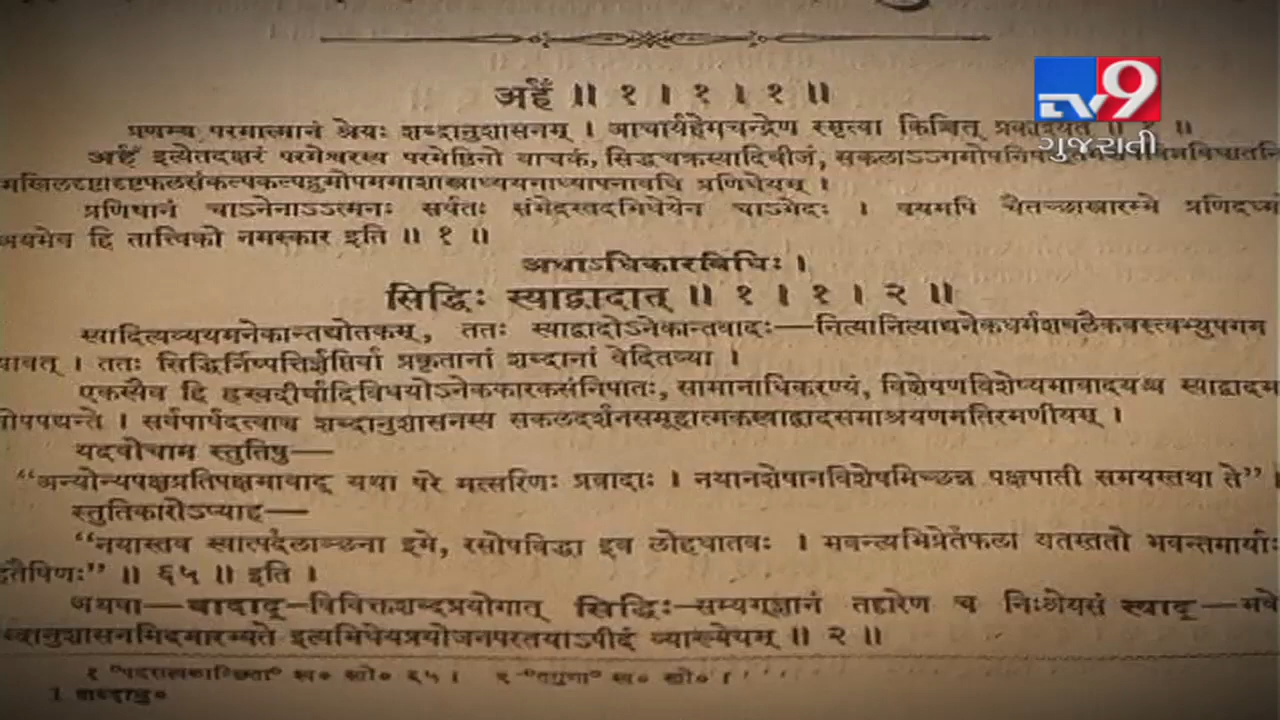 अर्हं ॥ १ । १ । १ ॥
प्रणम्य परमात्मानं श्रेयः शब्दानुशासनम् । आचार्यहेमचन्द्रेण स्मृत्वा किञ्चित् प्रकाश्यते ॥ १ ॥
TV9
ગુજરાતી
अर्हं इत्येतदक्षरं परमेश्वरस्य परमेष्ठिनो वाचकं, सिद्धचक्रस्यादिबीजं,
मखिलदृष्टादृष्टफलसंकल्पकल्पद्रुमोपममाशास्त्राध्ययनाध्यापनावधि प्रणिधेयम् ।
प्रणिधानं चाऽनेनाऽऽत्मनः सर्वतः संभेदस्तदभिधेयेन चाऽभेदः । वयमपि चैतच्छास्त्रारम्भे प्रणिदध्म
अयमेव हि तात्त्विको नमस्कार इति ॥ १ ॥
अथाऽधिकारविधिः ।
सिद्धिः स्याद्वादात् ॥ १ । १ । २ ॥
स्यादित्यव्ययमनेकान्तद्योतकम्, ततः स्याद्वादोऽनेकान्तवादः—नित्यानित्याद्यनेकधर्मशबलैकवस्त्वभ्युपगम
यावत् । ततः सिद्धिर्निष्पत्तिर्ज्ञप्तिर्वा प्रकृतानां शब्दानां वेदितव्या ।
एकस्यैव हि ह्रस्वदीर्घादिविधयोऽनेककारकसंनिपातः, सामानाधिकरण्यं, विशेषणविशेष्यभावादयश्च स्याद्वादम
नोपपद्यन्ते । सर्वपार्षदत्वाच्च शब्दानुशासनस्य सकलदर्शनसमूहात्मकस्याद्वादसमाश्रयणमतिरमणीयम् ।
यदवोचाम स्तुतिषु—
“अन्योन्यपक्षप्रतिपक्षभावाद् यथा परे मत्सरिणः प्रवादाः । नयानशेषानविशेषमिच्छन्न पक्षपाती समयस्तथा ते” ।
स्तुतिकारोऽप्याह—
“नयास्तव स्यात्पदलाञ्छना इमे, रसोपविद्धा इव लोहधातवः । भवन्त्यभिप्रेतफला यतस्ततो भवन्तमार्याः
हितैषिणः” ॥ ६५ ॥ इति ।
अथवा—वादाद्—विविक्तशब्दप्रयोगात् सिद्धिः—सम्यग्ज्ञानं तद्द्वारेण च निःश्रेयसं स्याद्—भवे
शब्दानुशासनमिदमारभ्यते इत्यभिधेयप्रयोजनपरतयाऽपीदं व्याख्येयम् ॥ २ ॥